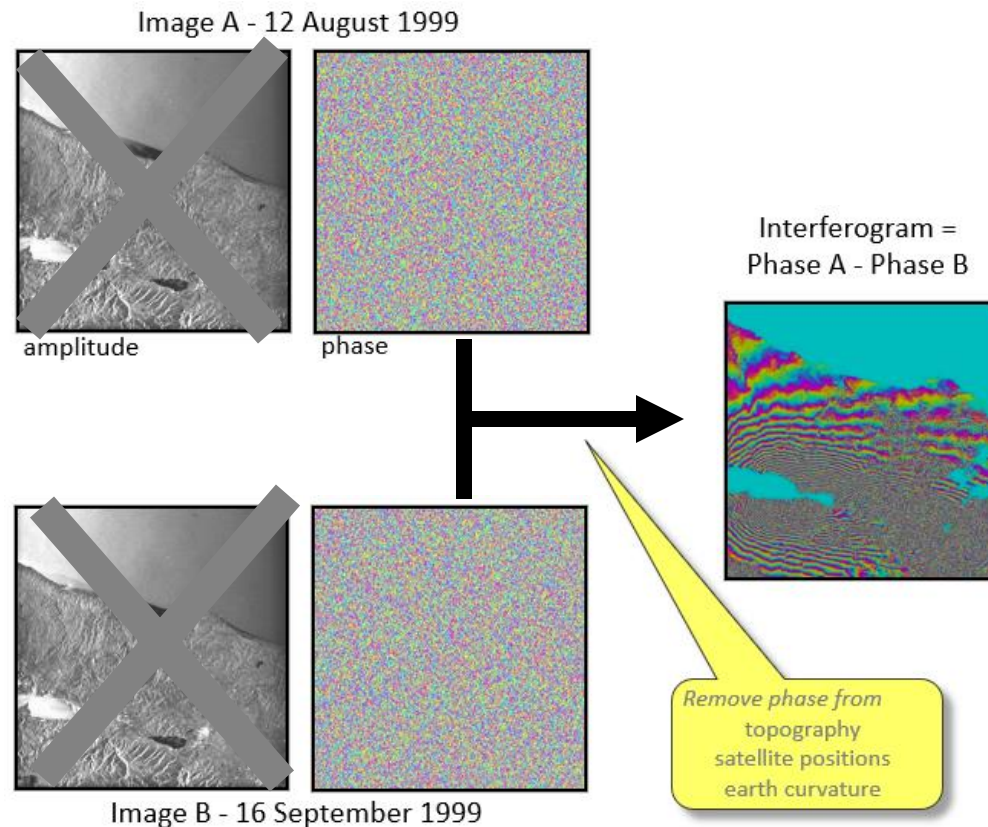 Image A - 12 August 1999
amplitude
phase
Interferogram =
Phase A - Phase B
Remove phase from
topography
satellite positions
earth curvature
Image B - 16 September 1999